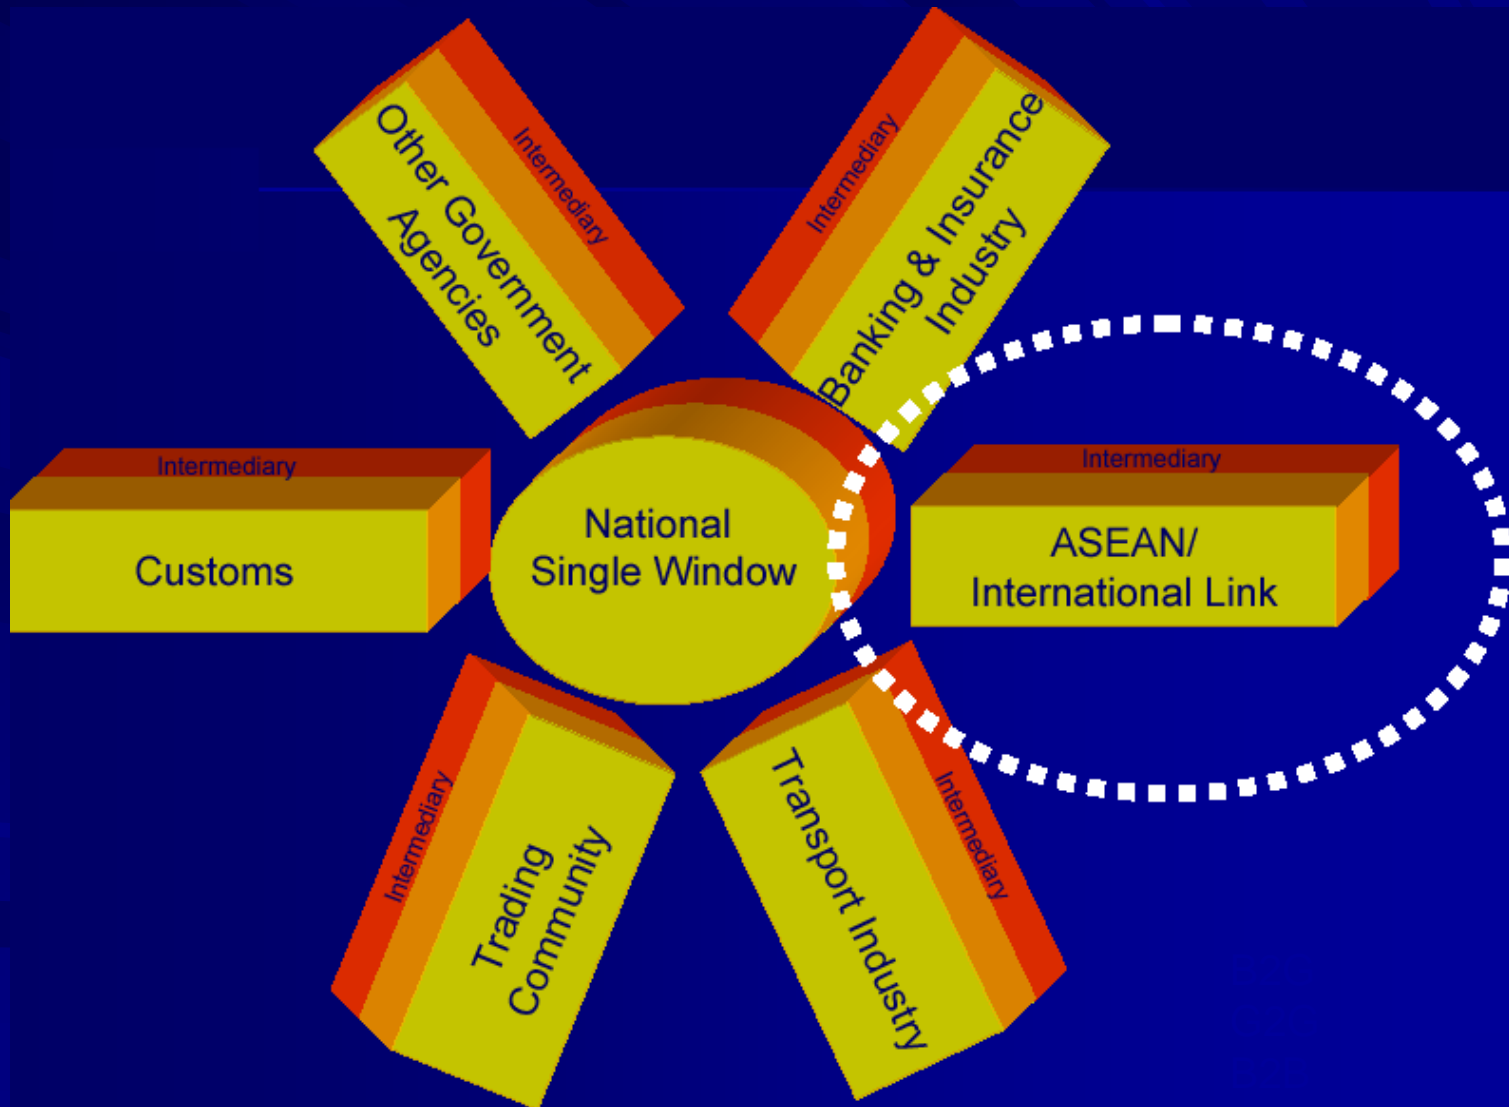 Other Government
Agencies
Intermediary
Intermediary
Banking & Insurance
Industry
Intermediary
Customs
National
Single Window
Intermediary
ASEAN/
International Link
Intermediary
Trading
Community
Transport Industry
Intermediary